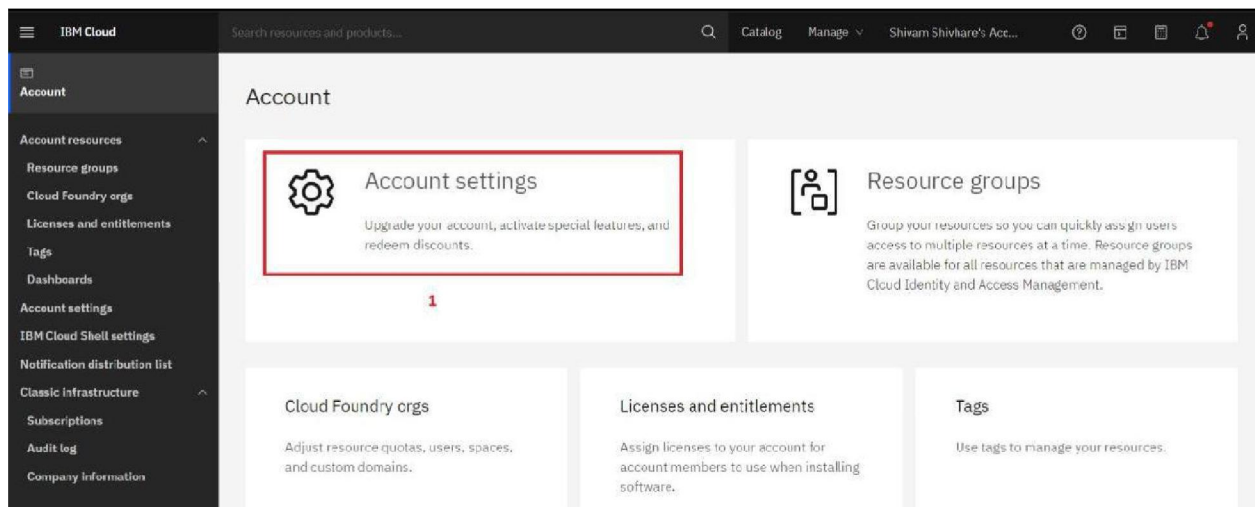 IBM Cloud
Search resources and products...
Catalog
Manage
Shivam Shivhare's Acc...
Account
Account resources
Resource groups
Cloud Foundry orgs
Licenses and entitlements
Tags
Dashboards
Account settings
IBM Cloud Shell settings
Notification distribution list
Classic infrastructure
Subscriptions
Audit log
Company information
Account
Account settings
Upgrade your account, activate special features, and
redeem discounts.
1
Resource groups
Group your resources so you can quickly assign users
access to multiple resources at a time. Resource groups
are available for all resources that are managed by IBM
Cloud Identity and Access Management.
Cloud Foundry orgs
Adjust resource quotas, users, spaces,
and custom domains.
Licenses and entitlements
Assign licenses to your account for
account members to use when installing
software.
Tags
Use tags to manage your resources.